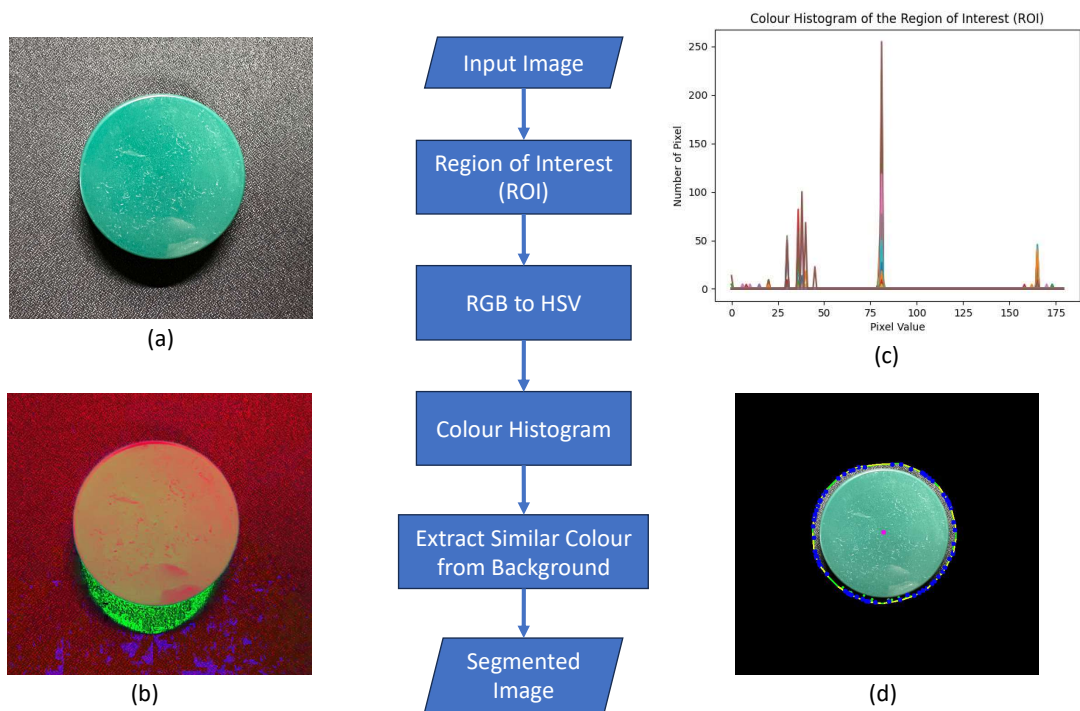 (a)
(b)
Input Image
Region of Interest
(ROI)
RGB to HSV
Colour Histogram
Extract Similar Colour
from Background
Segmented
Image
Colour Histogram of the Region of Interest (ROI)
Number of Pixel
250
200
150
100
50
0
0
25
50
75
100
125
150
175
Pixel Value
(c)
(d)